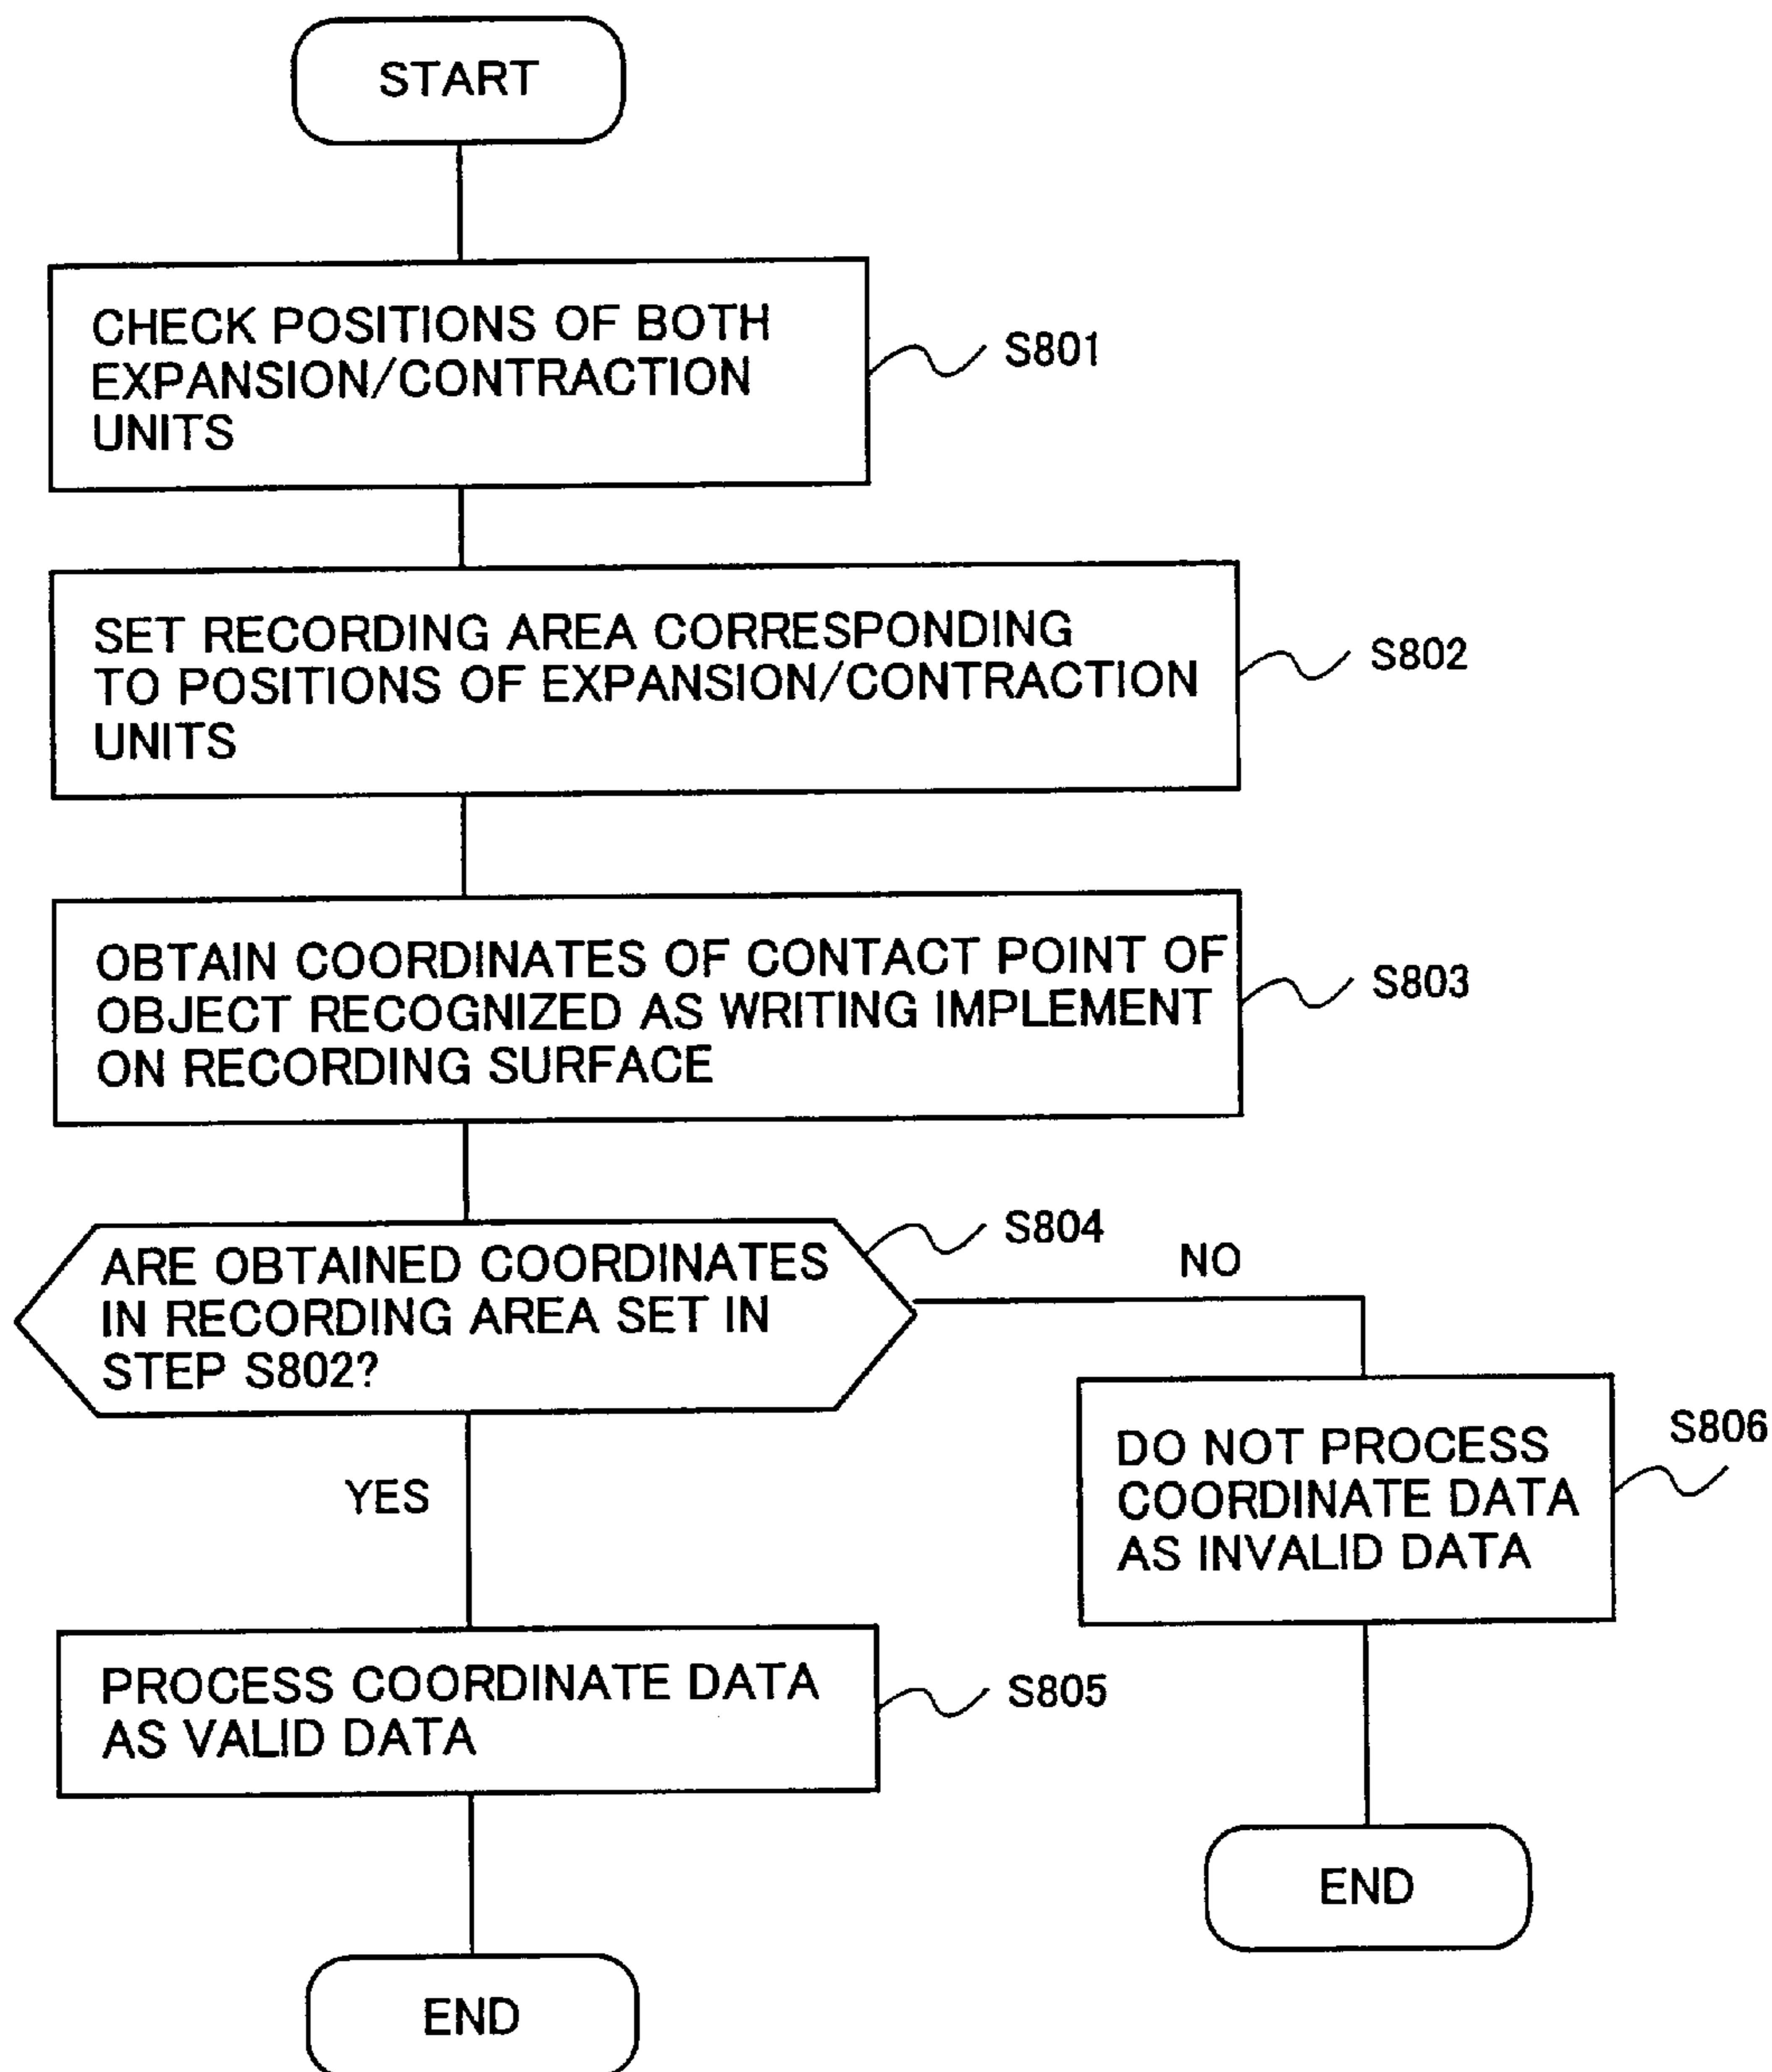 START
CHECK POSITIONS OF BOTH
EXPANSION/CONTRACTION
UNITS
S801
SET RECORDING AREA CORRESPONDING
TO POSITIONS OF EXPANSION/CONTRACTION
UNITS
S802
OBTAIN COORDINATES OF CONTACT POINT OF
OBJECT RECOGNIZED AS WRITING IMPLEMENT
ON RECORDING SURFACE
S803
ARE OBTAINED COORDINATES
IN RECORDING AREA SET IN
STEP S802?
S804
NO
YES
DO NOT PROCESS
COORDINATE DATA
AS INVALID DATA
S806
PROCESS COORDINATE DATA
AS VALID DATA
S805
END
END